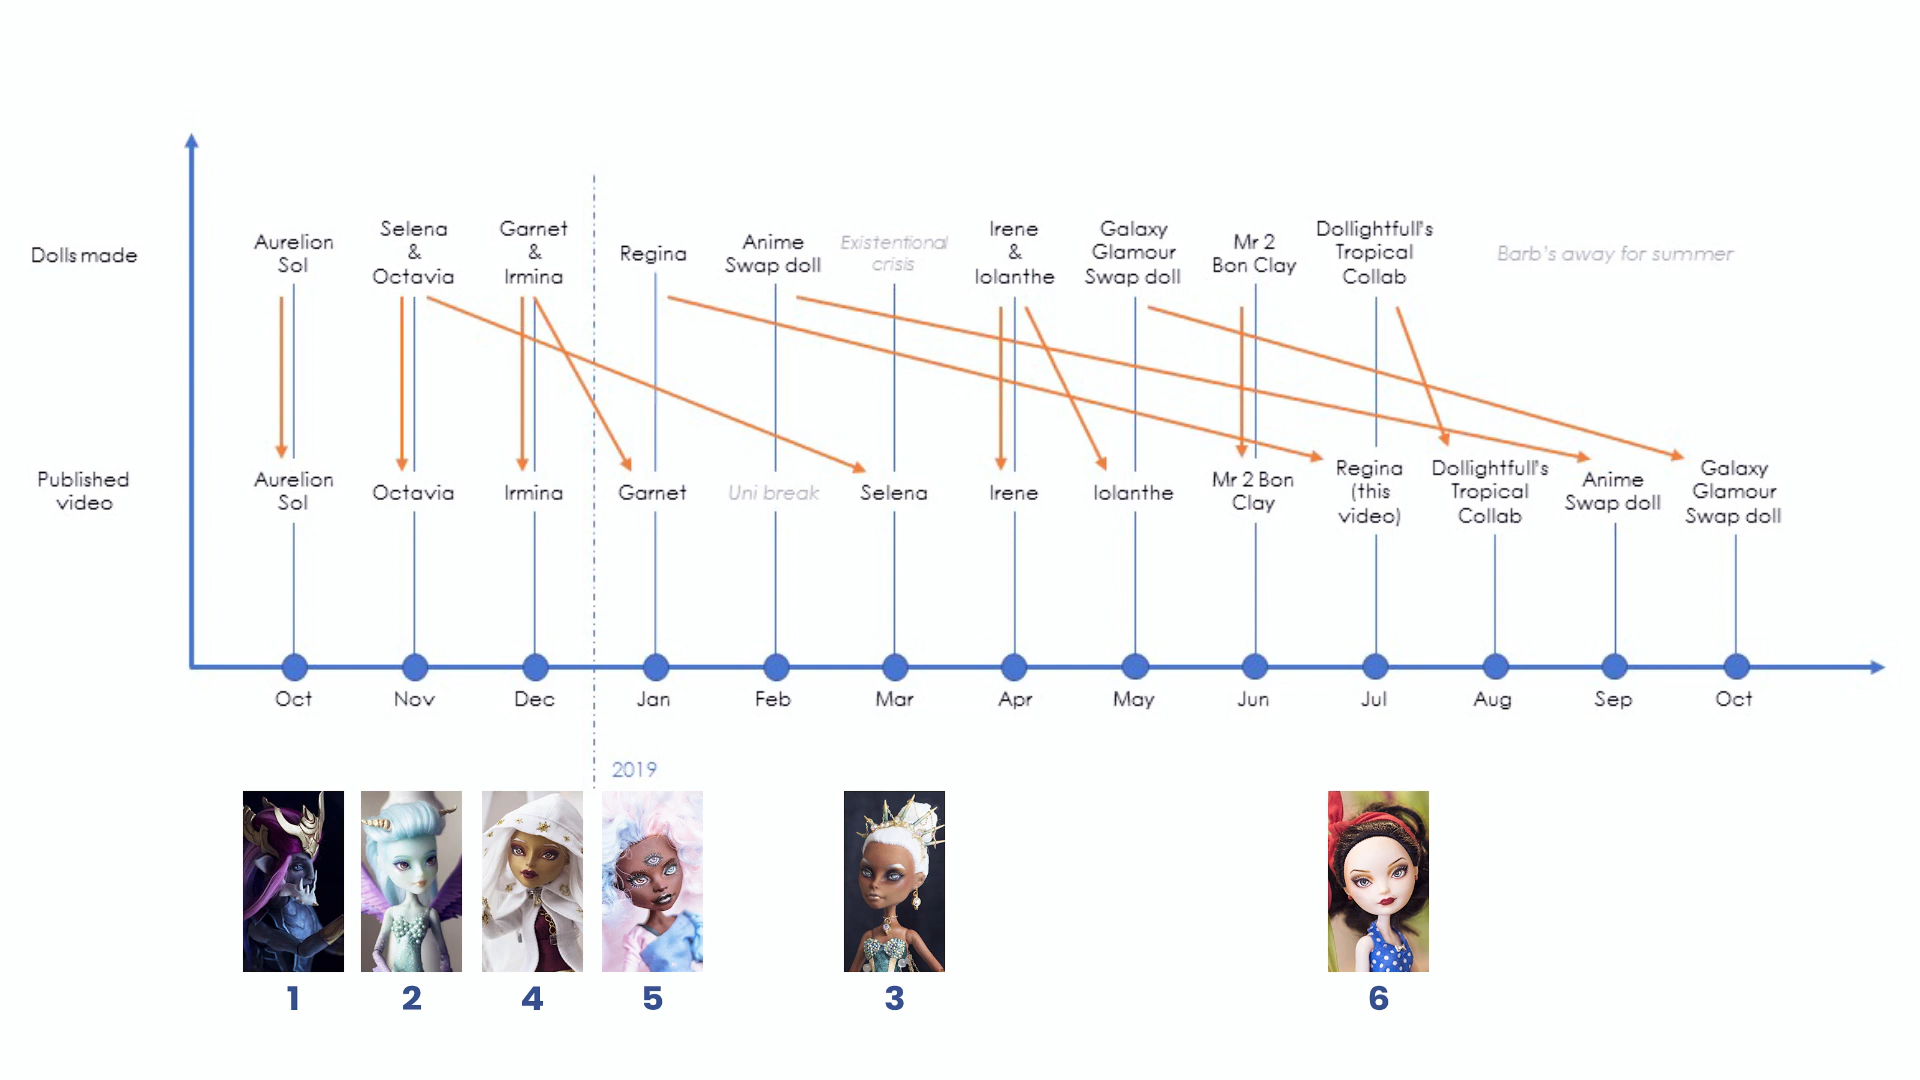 Dolls made
Aurelion
Sol
Selena
&
Octavia
Garnet
&
Irmina
Regina
Anime
Swap doll
Existentional
crisis
Irene
&
Iolanthe
Galaxy
Glamour
Swap doll
Mr 2
Bon Clay
Dollightfull's
Tropical
Collab
Barb's away for summer
Published
video
Aurelion
Sol
Octavia
Irmina
Garnet
Uni break
Selena
Irene
Iolanthe
Mr 2 Bon
Clay
Regina
(this
video)
Dollightfull's
Tropical
Collab
Anime
Swap doll
Galaxy
Glamour
Swap doll
Oct
Nov
Dec
Jan
Feb
Mar
Apr
May
Jun
Jul
Aug
Sep
Oct
2019
1
2
4
5
3
6